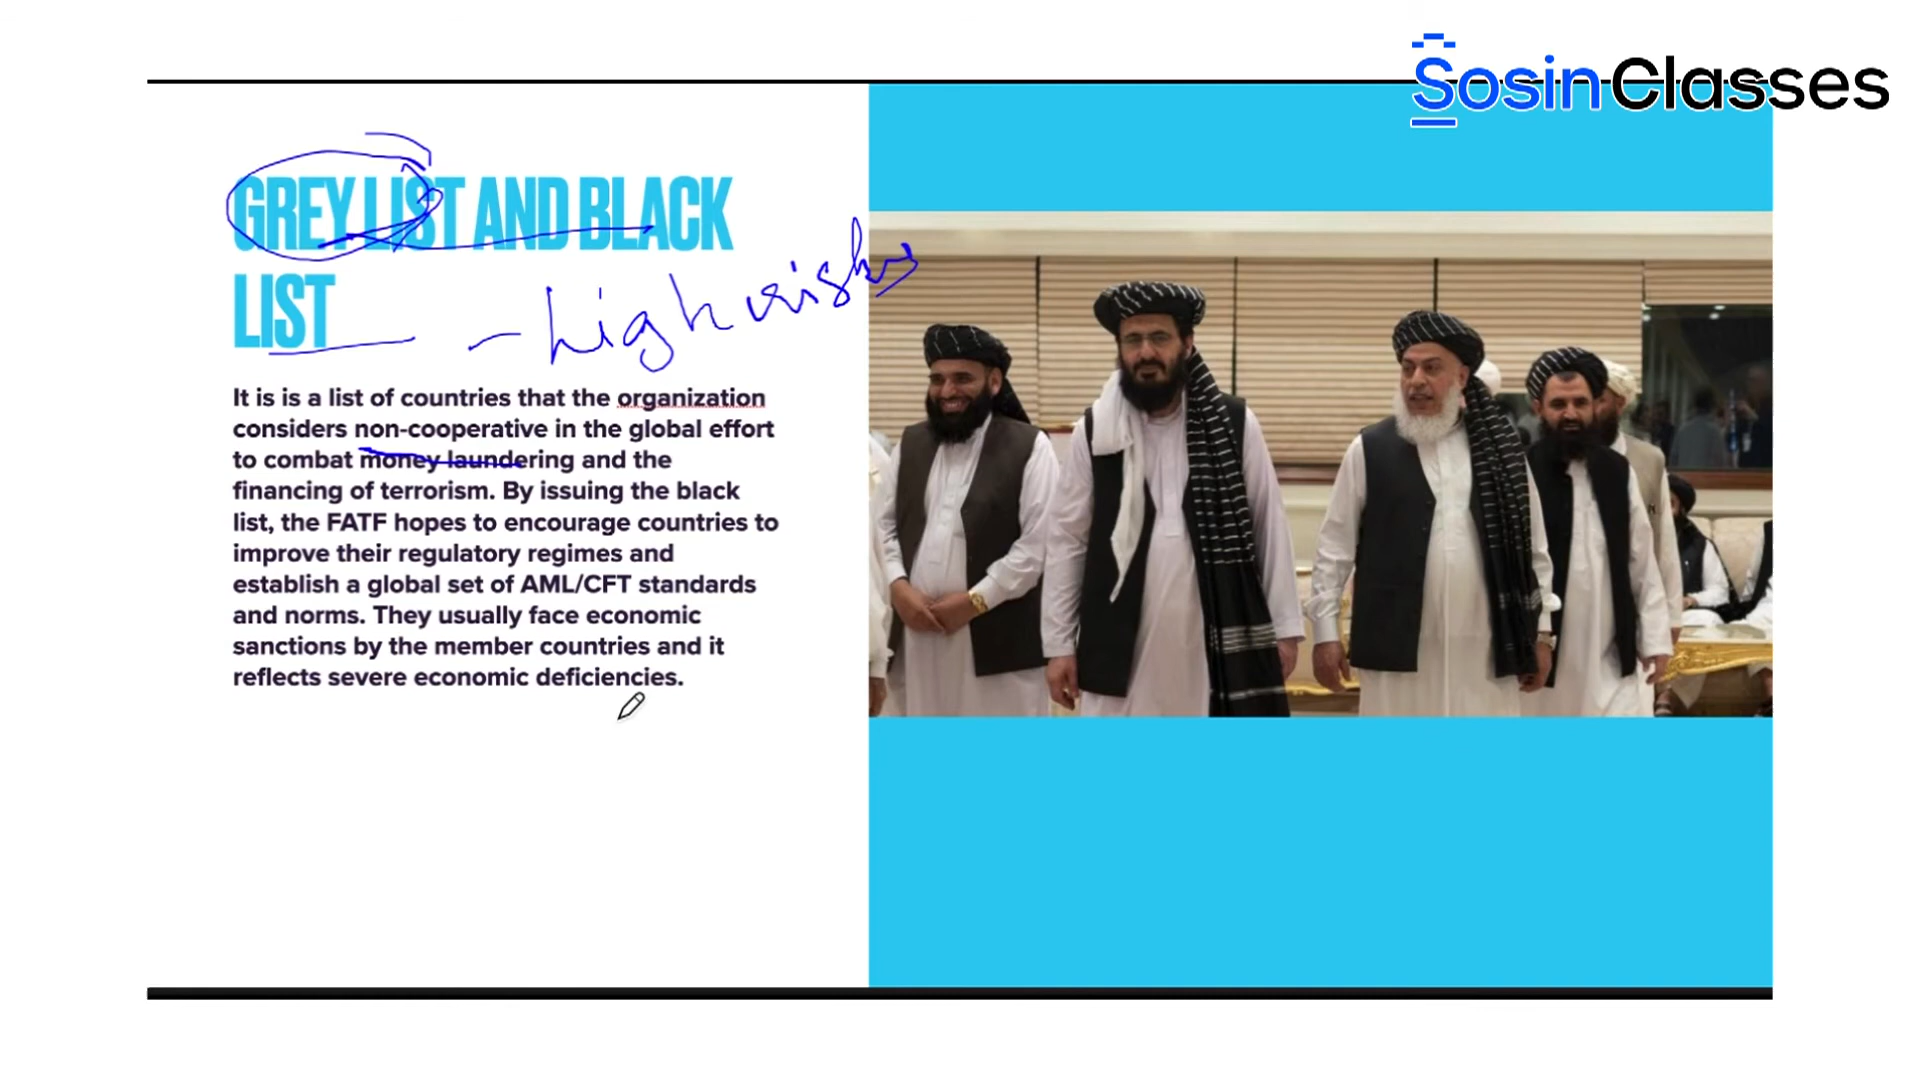 SosinClasses
GREY LIST AND BLACK
LIST
- high risk
It is is a list of countries that the organization
considers non-cooperative in the global effort
to combat money laundering and the
financing of terrorism. By issuing the black
list, the FATF hopes to encourage countries to
improve their regulatory regimes and
establish a global set of AML/CFT standards
and norms. They usually face economic
sanctions by the member countries and it
reflects severe economic deficiencies.